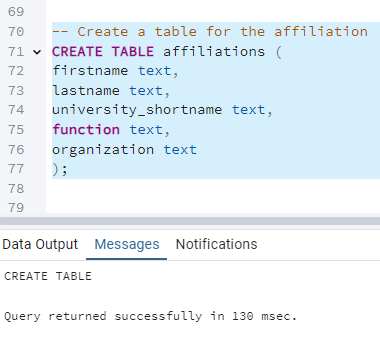 69
70 -- Create a table for the affiliation
71 CREATE TABLE affiliations (
72 firstname text,
73 lastname text,
74 university_shortname text,
75 function text,
76 organization text
77 );
78
79
Data Output Messages Notifications
CREATE TABLE
Query returned successfully in 130 msec.